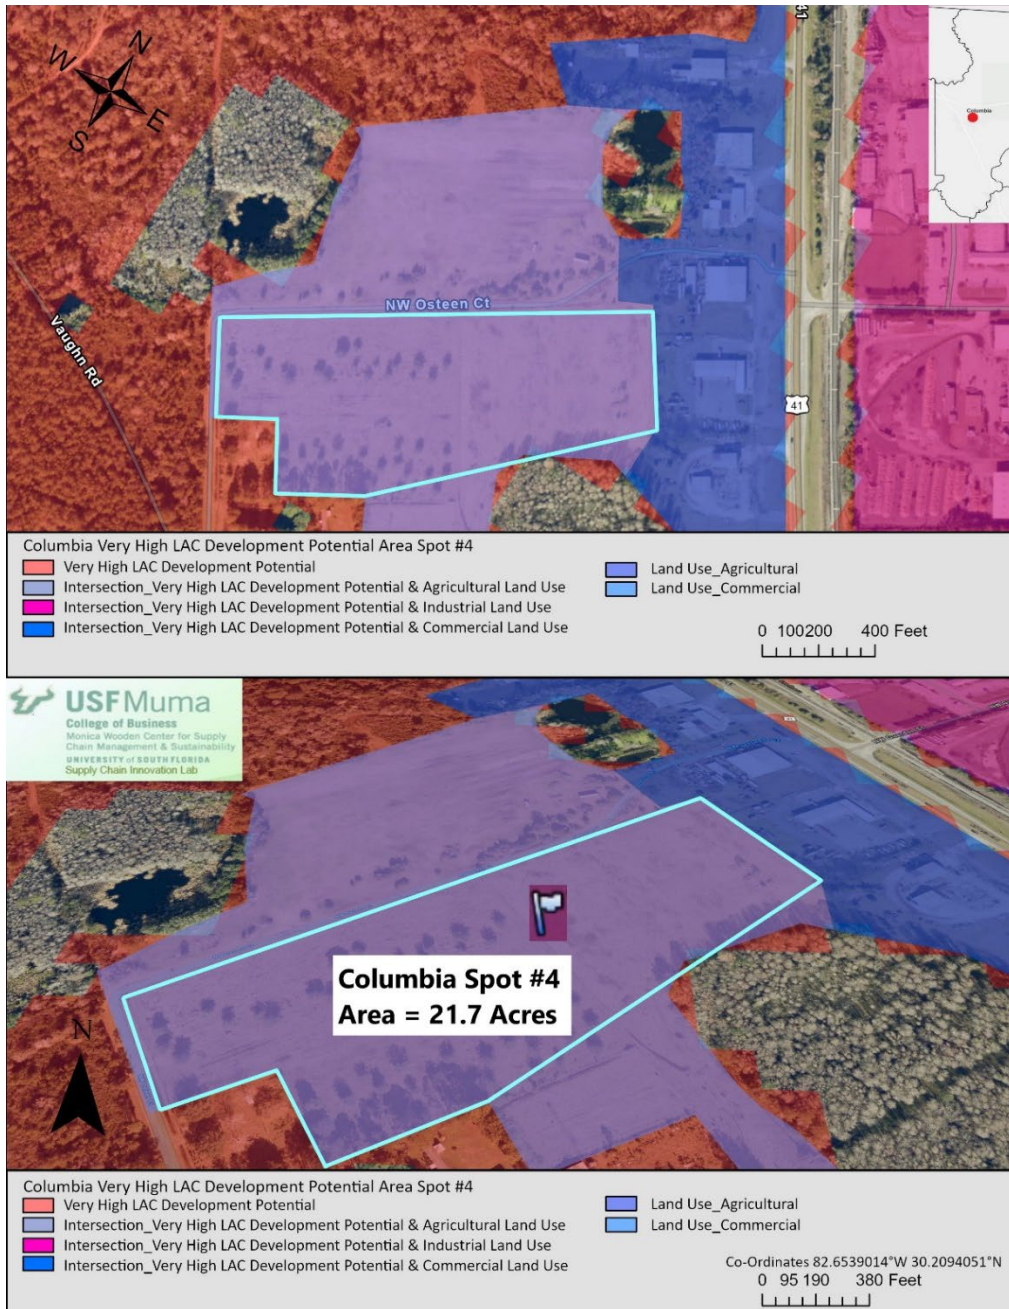 N
W
E
S
41
Columbia
NW Osteen Ct
Vaughn Rd
41
Columbia Very High LAC Development Potential Area Spot #4
Very High LAC Development Potential
Intersection_Very High LAC Development Potential & Agricultural Land Use
Intersection_Very High LAC Development Potential & Industrial Land Use
Intersection_Very High LAC Development Potential & Commercial Land Use
Land Use_Agricultural
Land Use_Commercial
0 100200 400 Feet
USF Muma
College of Business
Monica Wooden Center for Supply
Chain Management & Sustainability
UNIVERSITY of SOUTH FLORIDA
Supply Chain Innovation Lab
Columbia Spot #4
Area = 21.7 Acres
N
Columbia Very High LAC Development Potential Area Spot #4
Very High LAC Development Potential
Intersection_Very High LAC Development Potential & Agricultural Land Use
Intersection_Very High LAC Development Potential & Industrial Land Use
Intersection_Very High LAC Development Potential & Commercial Land Use
Land Use_Agricultural
Land Use_Commercial
Co-Ordinates 82.6539014°W 30.2094051°N
0 95 190 380 Feet